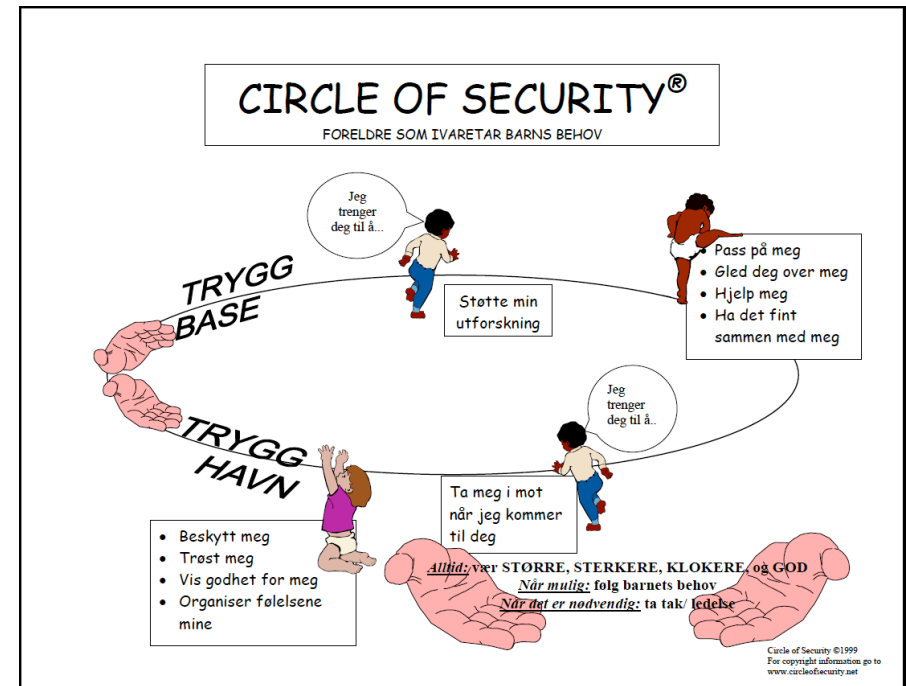 CIRCLE OF SECURITY®
FORELDRE SOM IVARETAR BARNS BEHOV
Jeg
trenger
deg til å...
TRYGG
BASE
Støtte min
utforskning
• Pass på meg
• Gled deg over meg
• Hjelp meg
• Ha det fint
sammen med meg
Jeg
trenger
deg til å..
TRYGG
HAVN
Ta meg i mot
når jeg kommer
til deg
• Beskytt meg
• Trøst meg
• Vis godhet for meg
• Organiser følelsene
mine
Alltid: vær STØRRE, STERKERE, KLOKERE, og GOD
Når mulig: følg barnets behov
Når det er nødvendig: ta tak/ ledelse
Circle of Security ©1999
For copyright information go to
www.circleofsecurity.net